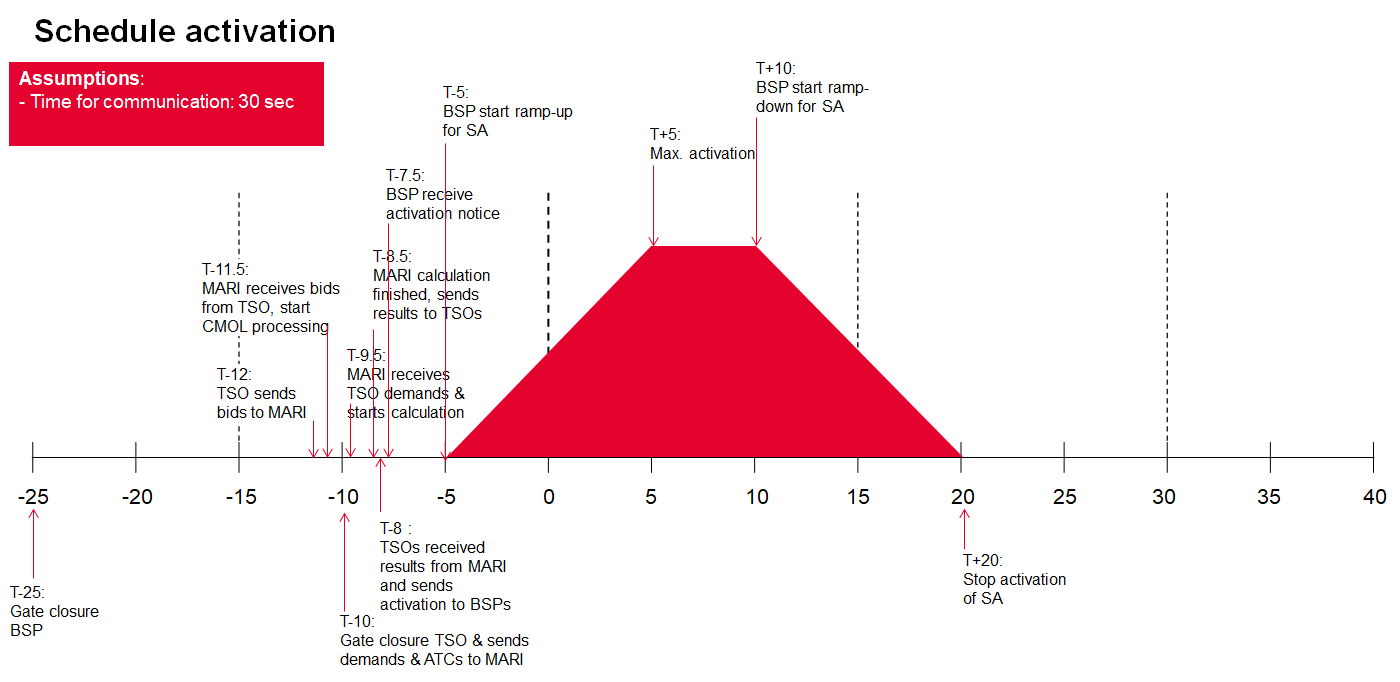 Schedule activation
Assumptions:
- Time for communication: 30 sec
T-5:
BSP start ramp-up
for SA
T+10:
BSP start ramp-
down for SA
T+5:
Max. activation
T-7.5:
BSP receive
activation notice
T-8.5:
MARI calculation
finished, sends
results to TSOs
T-11.5:
MARI receives bids
from TSO, start
CMOL processing
T-9.5:
MARI receives
TSO demands &
starts calculation
T-12:
TSO sends
bids to MARI
-25 -20 -15 -10 -5 0 5 10 15 20 25 30 35 40
T-8 :
TSOs received
results from MARI
and sends
activation to BSPs
T+20:
Stop activation
of SA
T-25:
Gate closure
BSP
T-10:
Gate closure TSO & sends
demands & ATCs to MARI